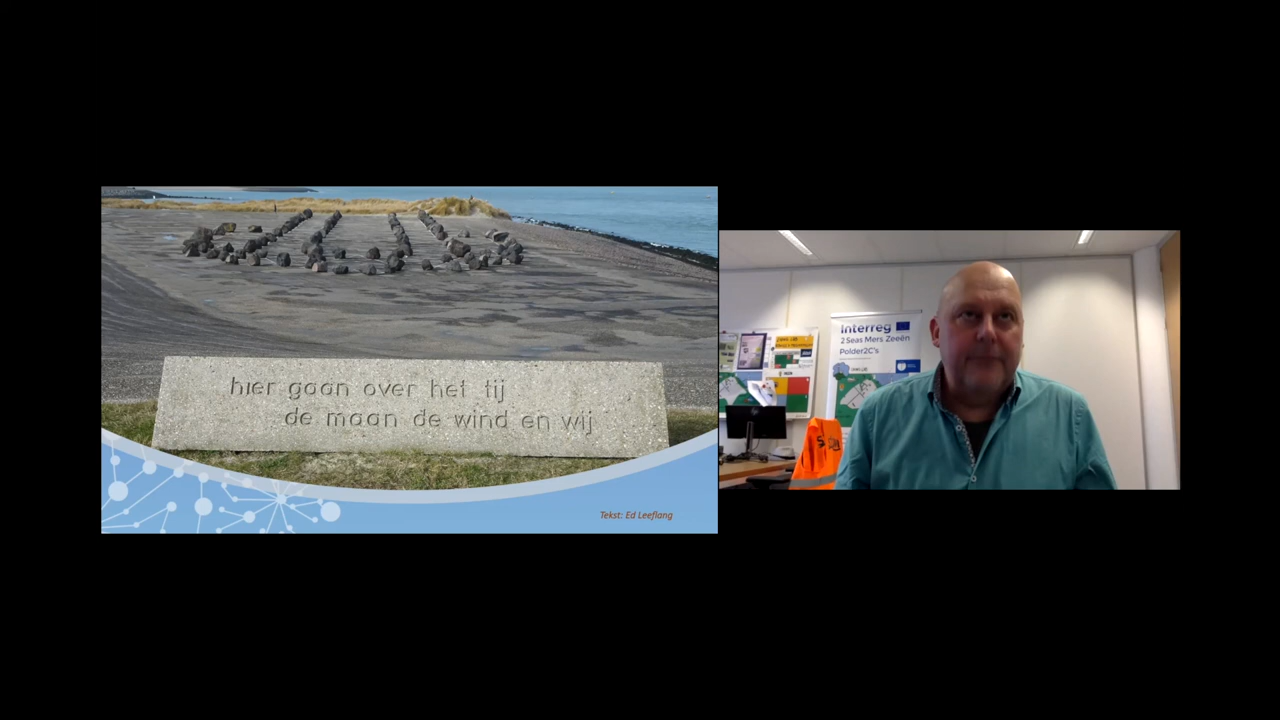 hier gaan over het tij
de maan de wind en wij
Tekst: Ed Leeflang
Interreg
2 Seas Mers Zeeën
Polder2C's